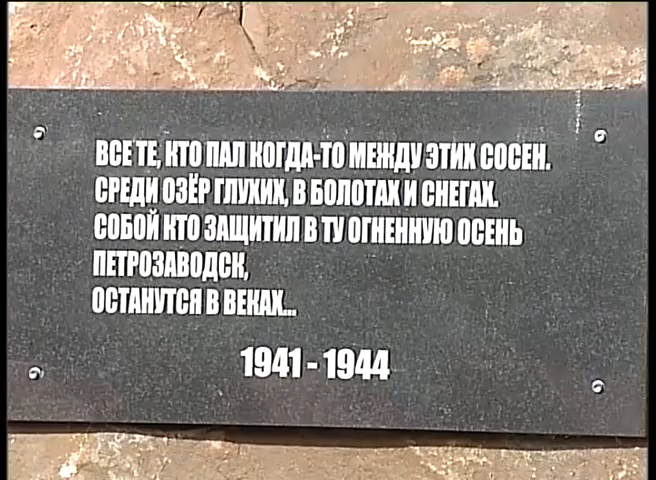 ВСЕ ТЕ, КТО ПАЛ КОГДА-ТО МЕЖДУ ЭТИХ СОСЕН.
СРЕДИ ОЗЁР ГЛУХИХ, В БОЛОТАХ И СНЕГАХ.
СОБОЙ КТО ЗАЩИТИЛ В ТУ ОГНЕННУЮ ОСЕНЬ
ПЕТРОЗАВОДСК,
ОСТАНУТСЯ В ВЕКАХ...
1941 - 1944